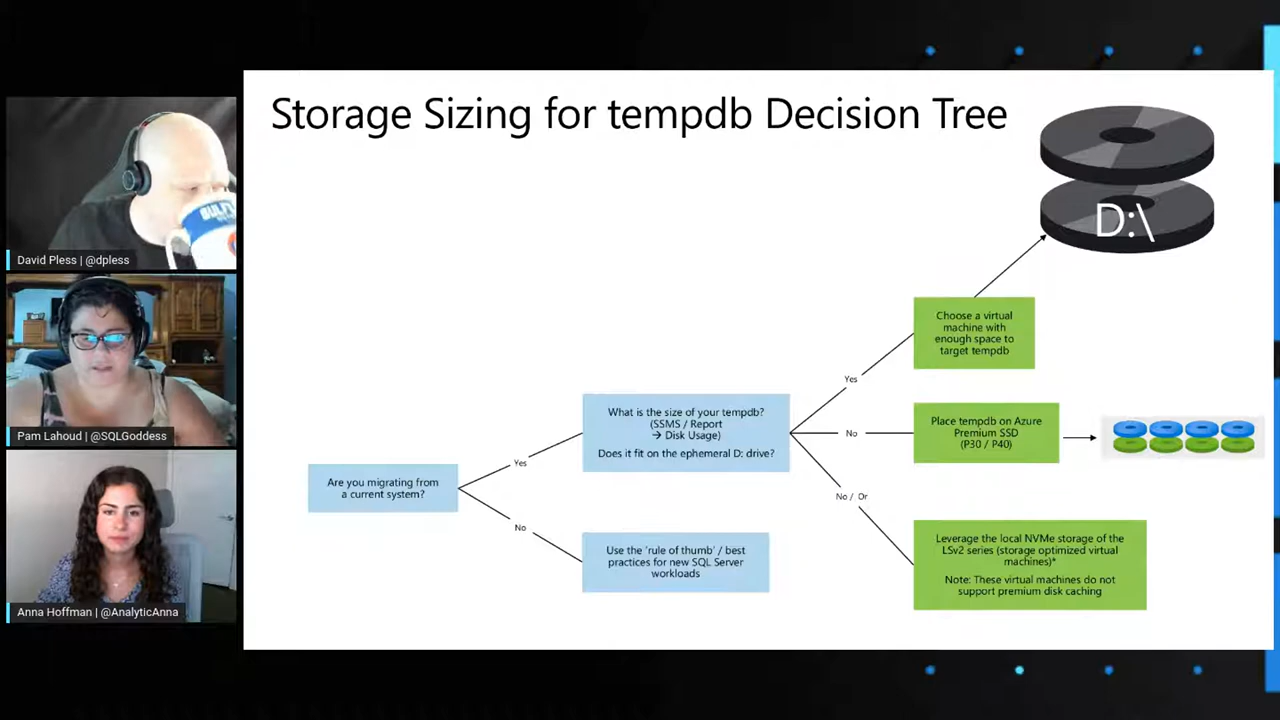 Storage Sizing for tempdb Decision Tree
D:\
Choose a virtual
machine with
enough space to
target tempdb
Yes
What is the size of your tempdb?
(SSMS / Report
→ Disk Usage)
Does it fit on the ephemeral D: drive?
No
Place tempdb on Azure
Premium SSD
(P30 / P40)
Yes
Are you migrating from
a current system?
No / Or
No
Use the 'rule of thumb' / best
practices for new SQL Server
workloads
Leverage the local NVMe storage of the
LSv2 series (storage optimized virtual
machines)*
Note: These virtual machines do not
support premium disk caching
David Pless | @dpless
Pam Lahoud | @SQLGoddess
Anna Hoffman | @AnalyticAnna